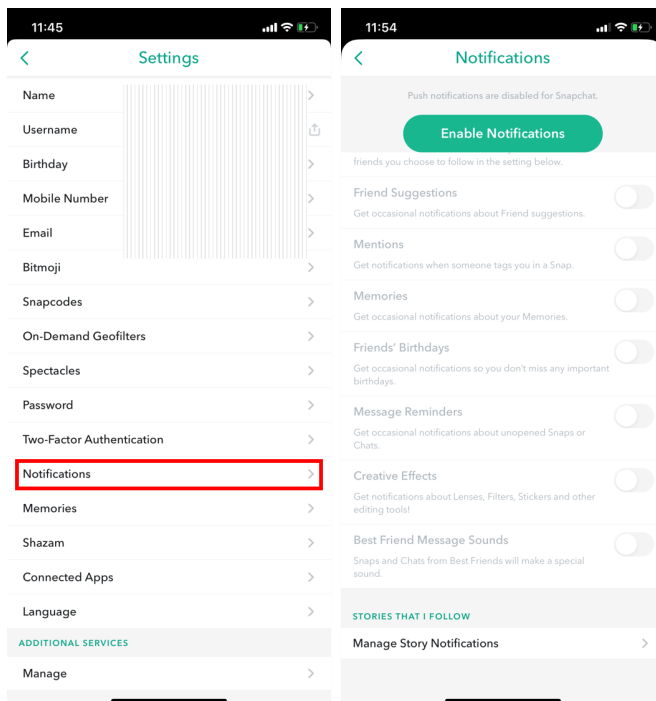 11:45
Settings
Name
Username
Birthday
Mobile Number
Email
Bitmoji
Snapcodes
On-Demand Geofilters
Spectacles
Password
Two-Factor Authentication
Notifications
Memories
Shazam
Connected Apps
Language
ADDITIONAL SERVICES
Manage
11:54
Notifications
Push notifications are disabled for Snapchat.
Enable Notifications
friends you choose to follow in the setting below.
Friend Suggestions
Get occasional notifications about Friend suggestions.
Mentions
Get notifications when someone tags you in a Snap.
Memories
Get occasional notifications about your Memories.
Friends' Birthdays
Get occasional notifications so you don't miss any important
birthdays.
Message Reminders
Get occasional notifications about unopened Snaps or
Chats.
Creative Effects
Get notifications about Lenses, Filters, Stickers and other
editing tools!
Best Friend Message Sounds
Snaps and Chats from Best Friends will make a special
sound.
STORIES THAT I FOLLOW
Manage Story Notifications